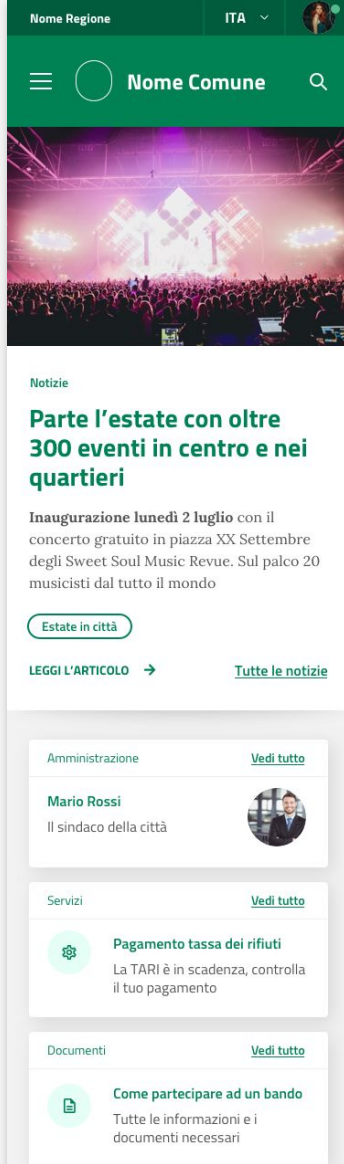 Nome Regione
ITA
Nome Comune
Notizie
Parte l’estate con oltre
300 eventi in centro e nei
quartieri
Inaugurazione lunedì 2 luglio con il
concerto gratuito in piazza XX Settembre
degli Sweet Soul Music Revue. Sul palco 20
musicisti dal tutto il mondo
Estate in città
LEGGI L’ARTICOLO
Tutte le notizie
Amministrazione
Vedi tutto
Mario Rossi
Il sindaco della città
Servizi
Vedi tutto
Pagamento tassa dei rifiuti
La TARI è in scadenza, controlla
il tuo pagamento
Documenti
Vedi tutto
Come partecipare ad un bando
Tutte le informazioni e i
documenti necessari